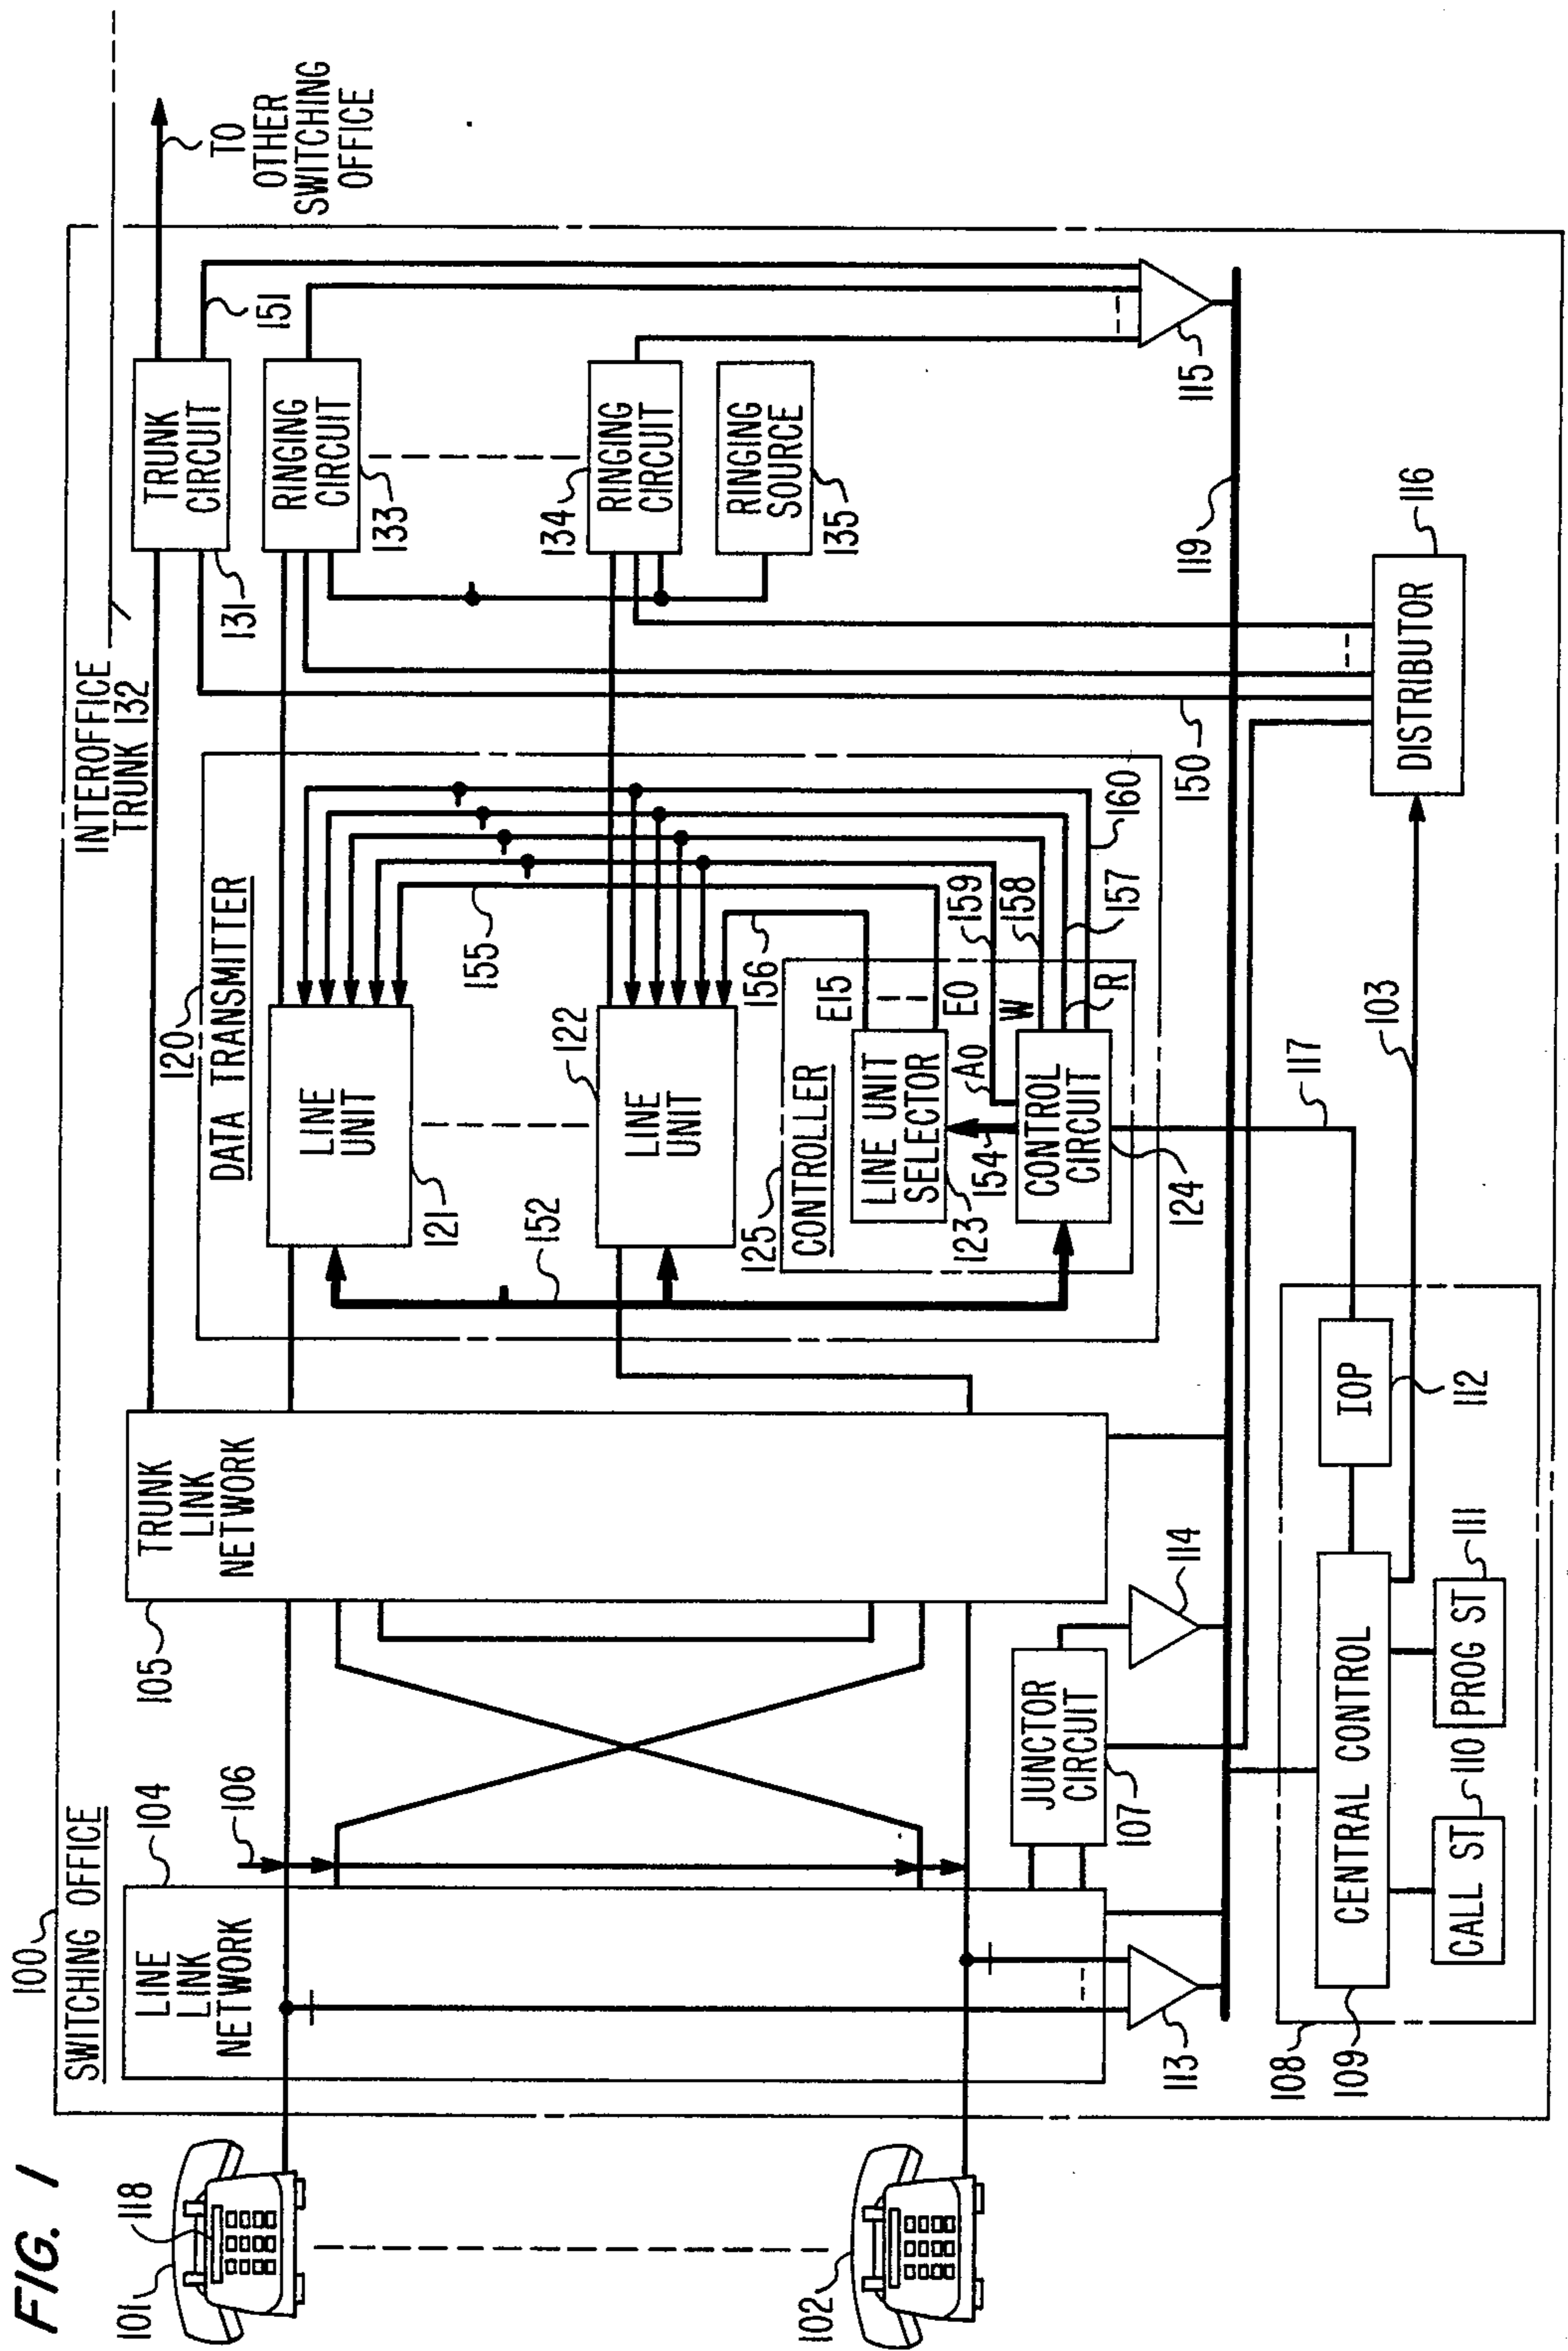 FIG. 1
100
SWITCHING OFFICE
101
118
102
104
LINE
LINK
NETWORK
106
105
TRUNK
LINK
NETWORK
107
JUNCTOR
CIRCUIT
113
114
108
109
CENTRAL CONTROL
CALL ST
110
PROG ST
111
IOP
112
103
117
120
DATA TRANSMITTER
LINE
UNIT
121
152
LINE
UNIT
122
155
156
125
CONTROLLER
LINE UNIT
SELECTOR
123
E15
E0
154
A0
159
W
158
157
R
160
CONTROL
CIRCUIT
124
INTEROFFICE
TRUNK 132
TRUNK
CIRCUIT
131
151
RINGING
CIRCUIT
133
134
RINGING
CIRCUIT
RINGING
SOURCE
135
TO
OTHER
SWITCHING
OFFICE
115
119
150
DISTRIBUTOR
116